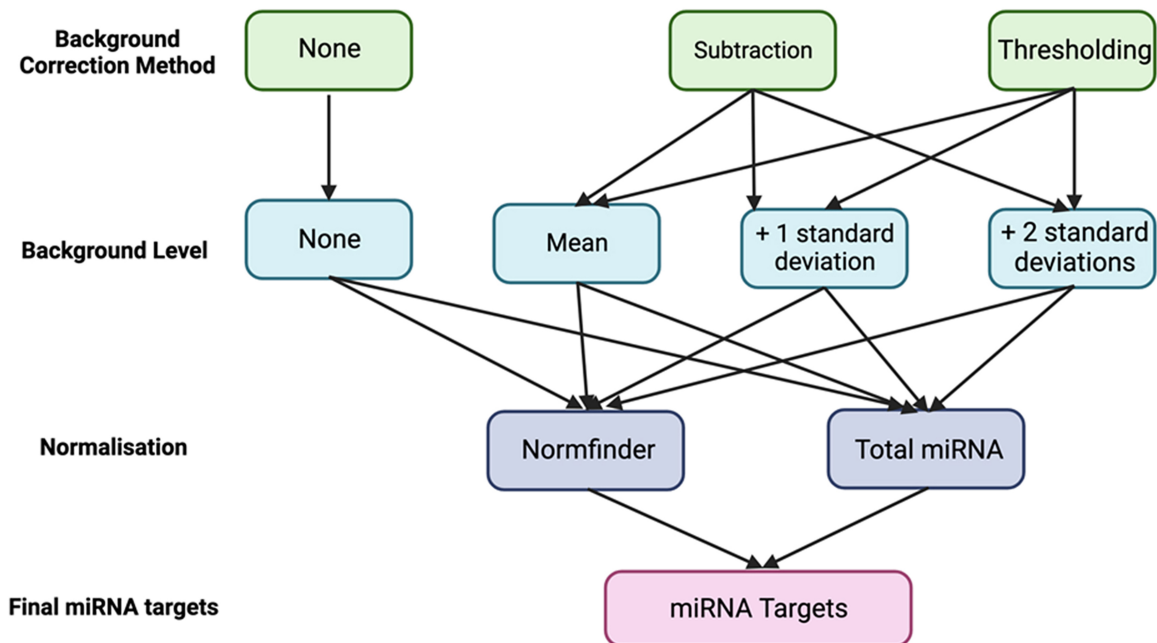 Background
Correction Method
None
Subtraction
Thresholding
Background Level
None
Mean
+ 1 standard
deviation
+ 2 standard
deviations
Normalisation
Normfinder
Total miRNA
Final miRNA targets
miRNA Targets